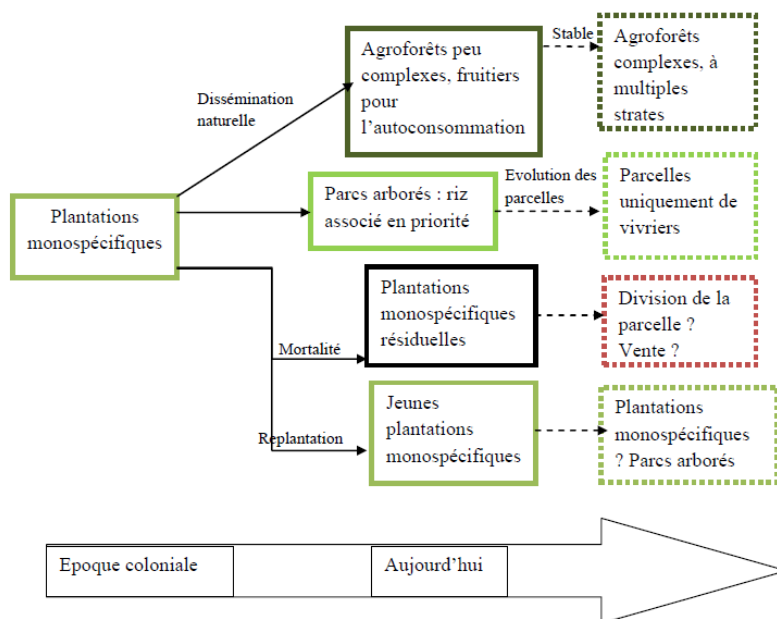 Stable
Agroforêts peu
complexes, fruitiers
pour
l'autoconsommation
Agroforêts
complexes, à
multiples
strates
Dissémination
naturelle
Plantations
monospécifiques
Parcs arborés : riz
associé en priorité
Evolution des
parcelles
Parcelles
uniquement de
vivriers
Plantations
monospécifiques
résiduelles
Division de la
parcelle ?
Vente ?
Mortalité
Jeunes
plantations
monospécifiques
Plantations
monospécifiques
? Parcs arborés
Replantation
Epoque coloniale
Aujourd'hui